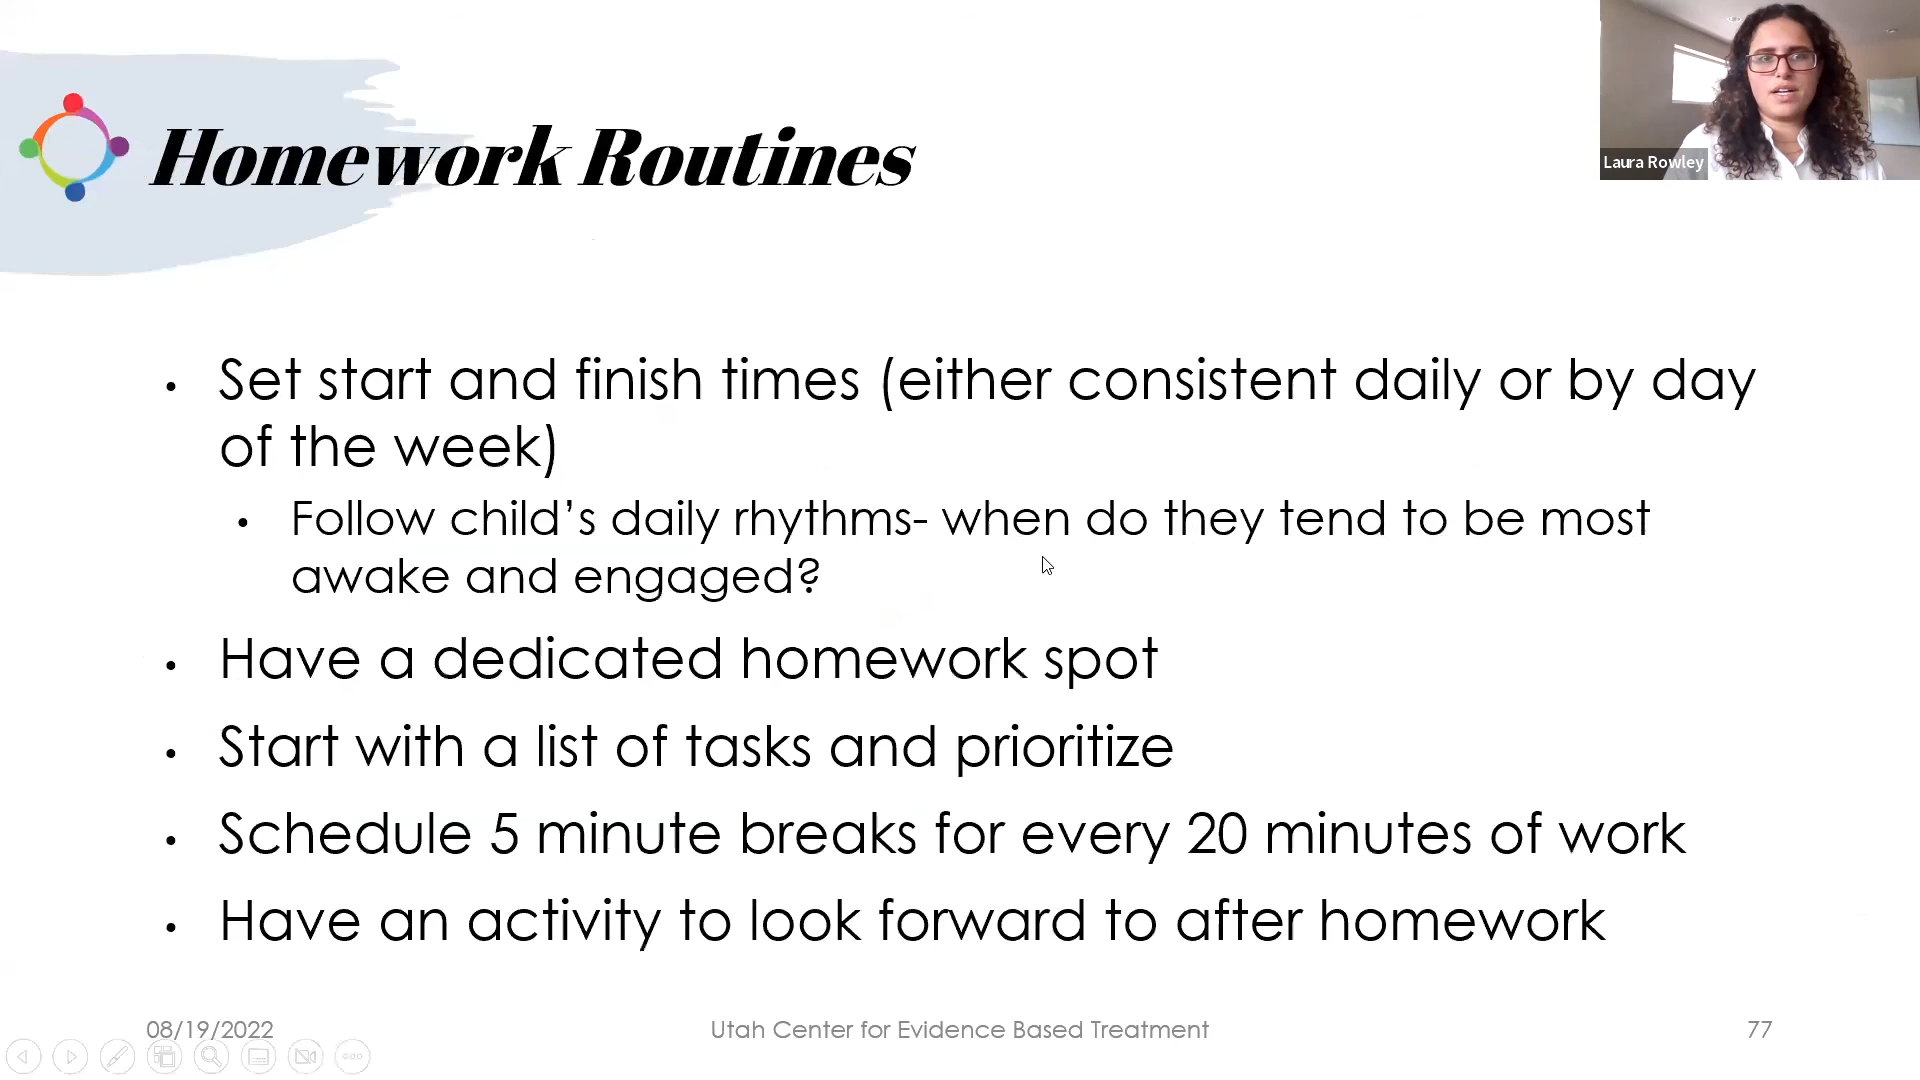 Laura Rowley
Homework Routines
Set start and finish times (either consistent daily or by day
of the week)
Follow child’s daily rhythms- when do they tend to be most
awake and engaged?
Have a dedicated homework spot
Start with a list of tasks and prioritize
Schedule 5 minute breaks for every 20 minutes of work
Have an activity to look forward to after homework
08/19/2022
Utah Center for Evidence Based Treatment
77